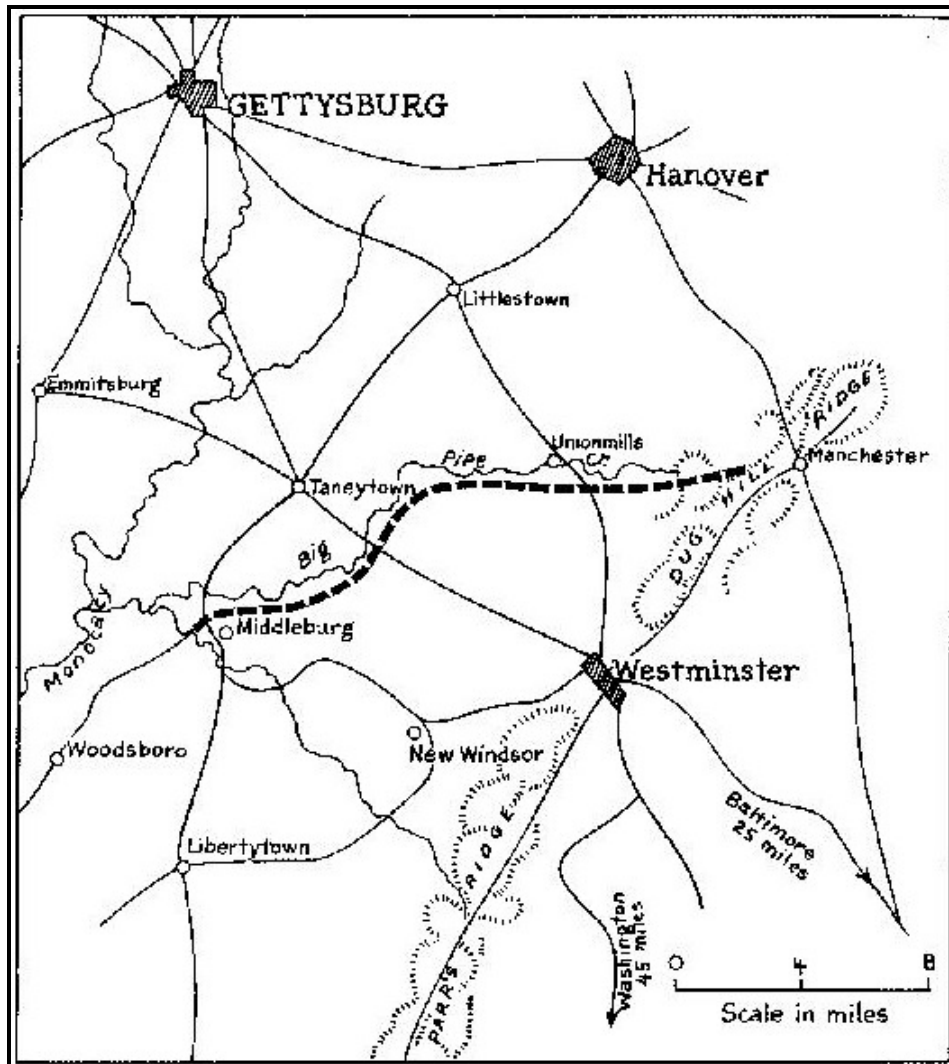 GETTYSBURG
Hanover
Littlestown
Emmitsburg
RIDGE
Unionmills
Pipe
Cr.
Manchester
HILL
Taneytown
Big
DUG
Middleburg
Monocacy
Westminster
Woodsboro
New Windsor
RIDGE
Baltimore
25 miles
Libertytown
Washington
45 miles
PARR'S
0 4 8
Scale in miles